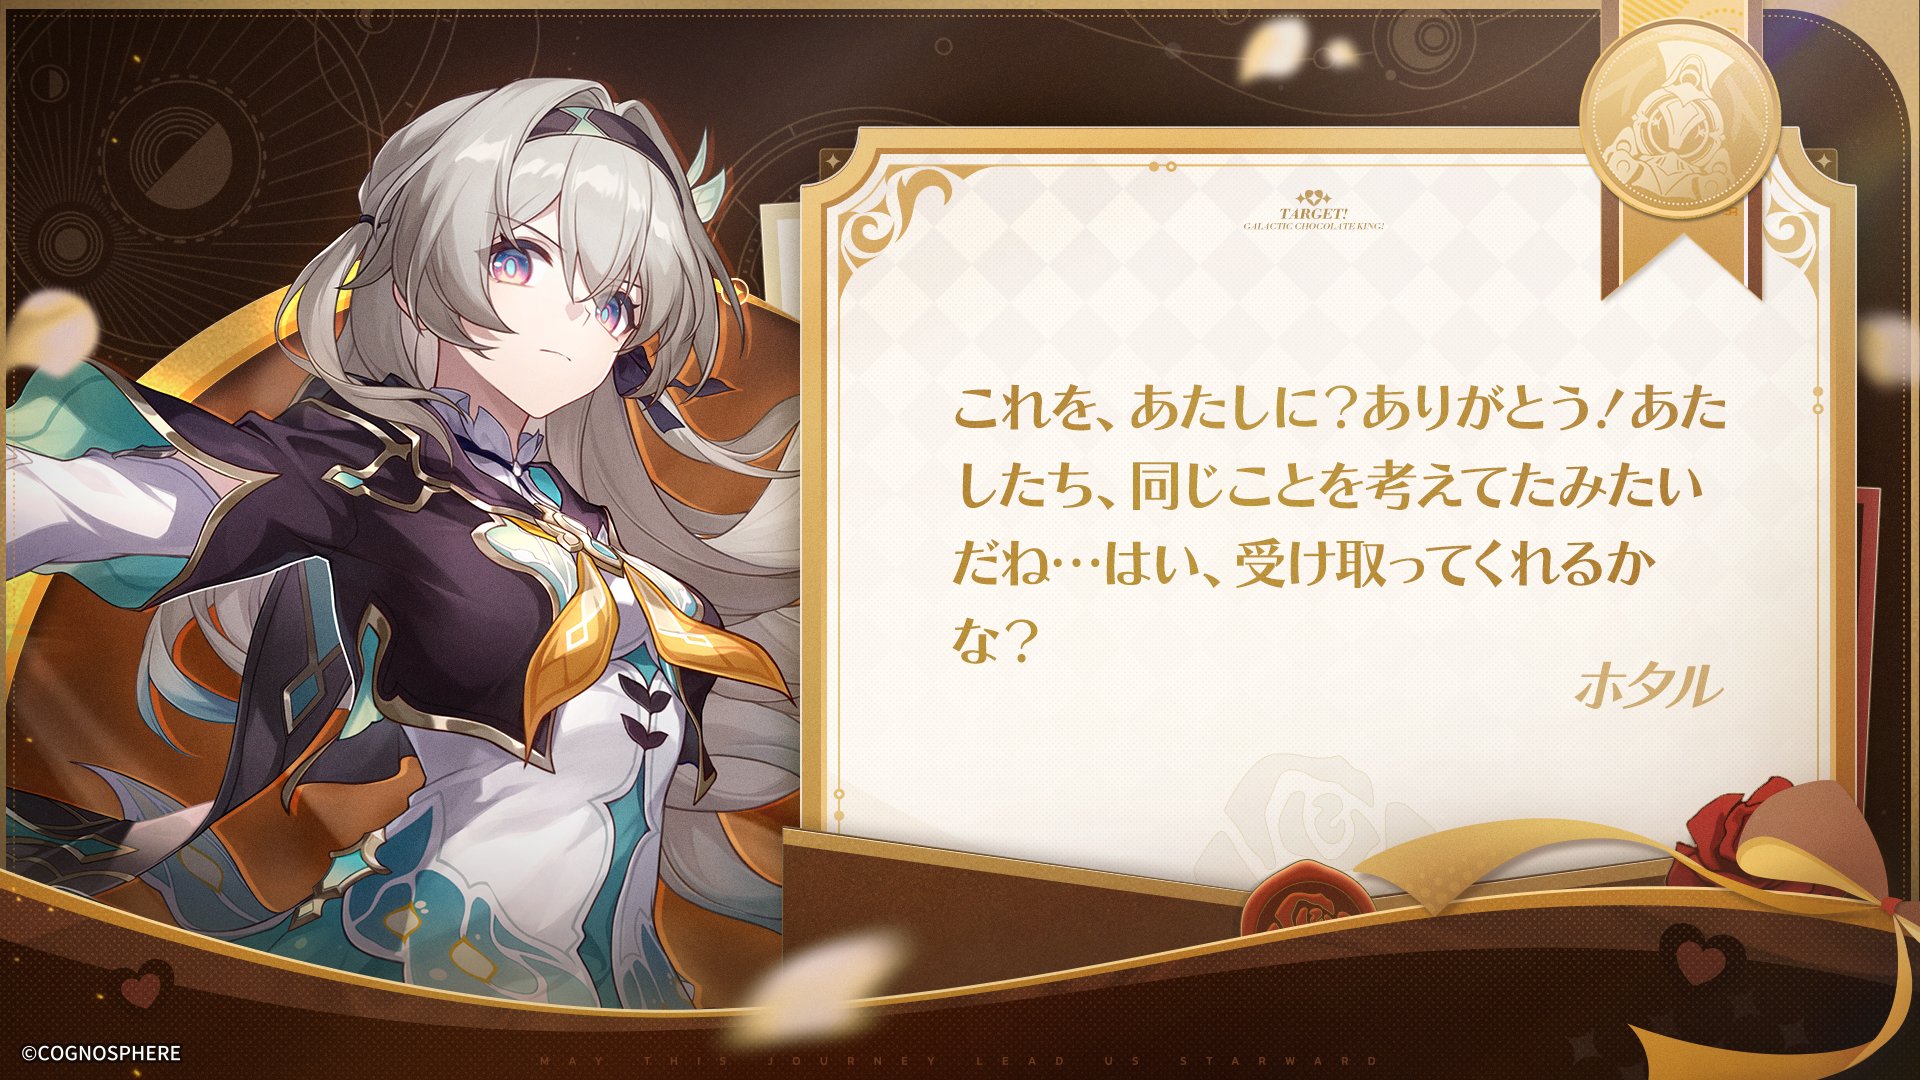 TARGET!
GALACTIC CHOCOLATE KING!
これを、あたしに？ありがとう！あた
したち、同じことを考えてたみたい
だね…はい、受け取ってくれるか
な？
ホタル
©COGNOSPHERE
MAY THIS JOURNEY LEAD US STARWARD